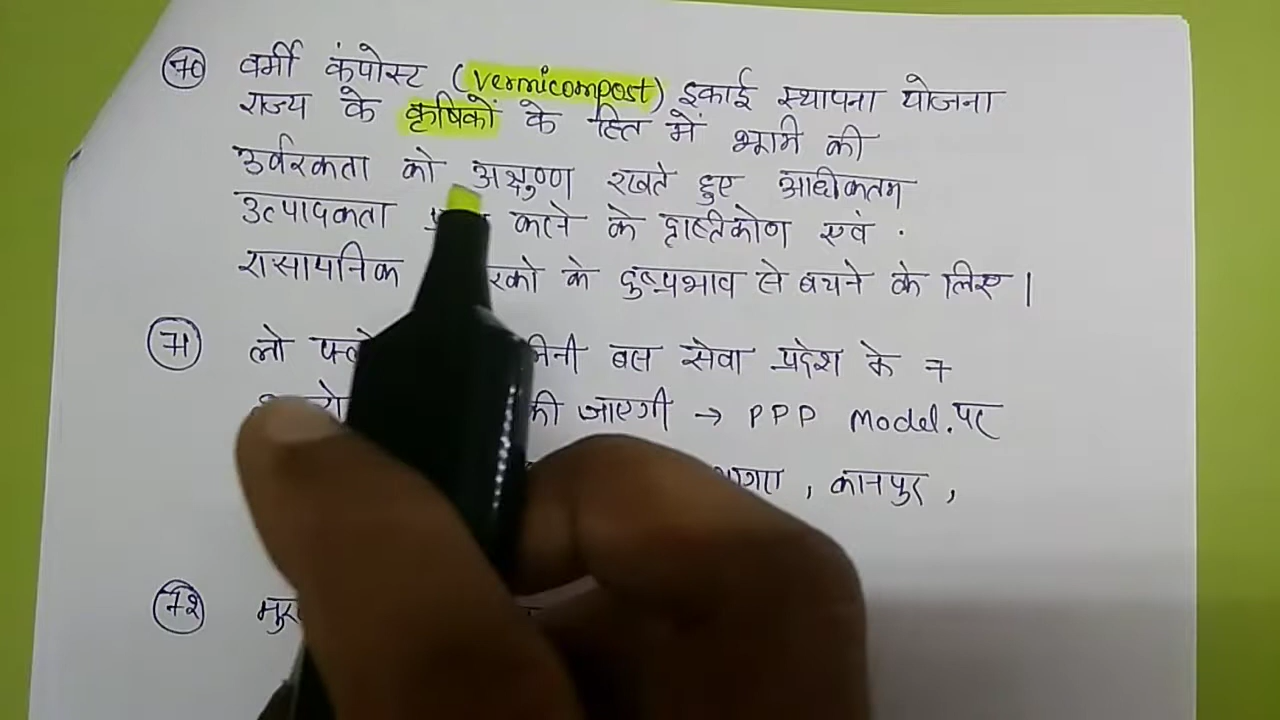 70 वर्मी कंपोस्ट (vermicompost) इकाई स्थापना योजना
राज्य के कृषिकों के हित में भूमि की
उर्वरकता को अक्षुण्ण रखते हुए आधीकतम
उत्पादकता करने के दृष्टिकोण एवं
रासायनिक के दुष्प्रभाव से बचने के लिए।
71 लो बस सेवा प्रदेश के 7
की जाएगी → PPP Model. पर
, कानपुर,
72